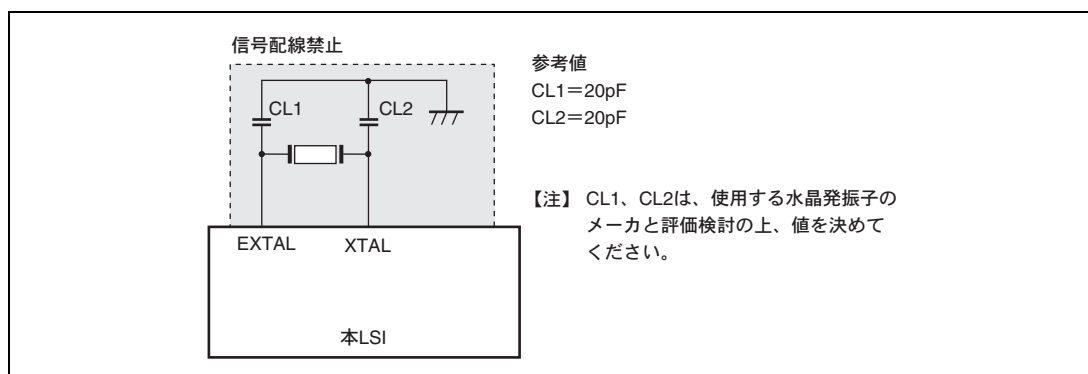 信号配線禁止
CL1
CL2
参考値
CL1＝20pF
CL2＝20pF
【注】 CL1、CL2は、使用する水晶発振子の
メーカと評価検討の上、値を決めて
ください。
EXTAL
XTAL
本LSI